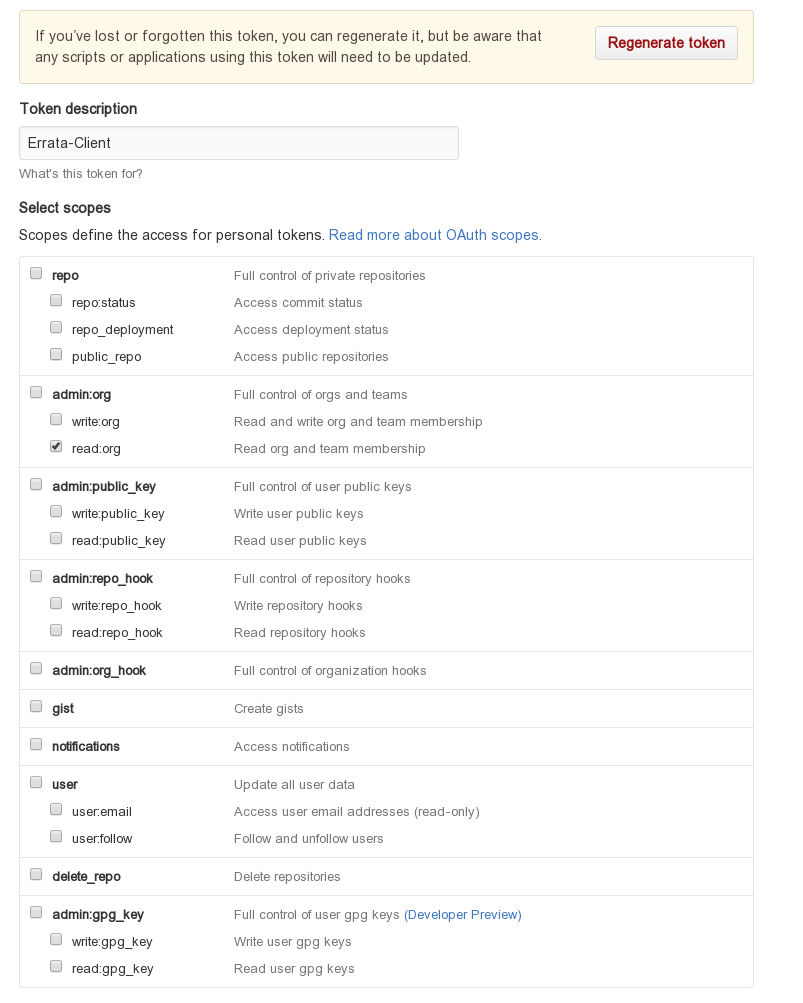 If you've lost or forgotten this token, you can regenerate it, but be aware that
any scripts or applications using this token will need to be updated.
Regenerate token
Token description
Errata-Client
What's this token for?
Select scopes
Scopes define the access for personal tokens. Read more about OAuth scopes.
repo Full control of private repositories
repo:status Access commit status
repo_deployment Access deployment status
public_repo Access public repositories
admin:org Full control of orgs and teams
write:org Read and write org and team membership
read:org Read org and team membership
admin:public_key Full control of user public keys
write:public_key Write user public keys
read:public_key Read user public keys
admin:repo_hook Full control of repository hooks
write:repo_hook Write repository hooks
read:repo_hook Read repository hooks
admin:org_hook Full control of organization hooks
gist Create gists
notifications Access notifications
user Update all user data
user:email Access user email addresses (read-only)
user:follow Follow and unfollow users
delete_repo Delete repositories
admin:gpg_key Full control of user gpg keys (Developer Preview)
write:gpg_key Write user gpg keys
read:gpg_key Read user gpg keys